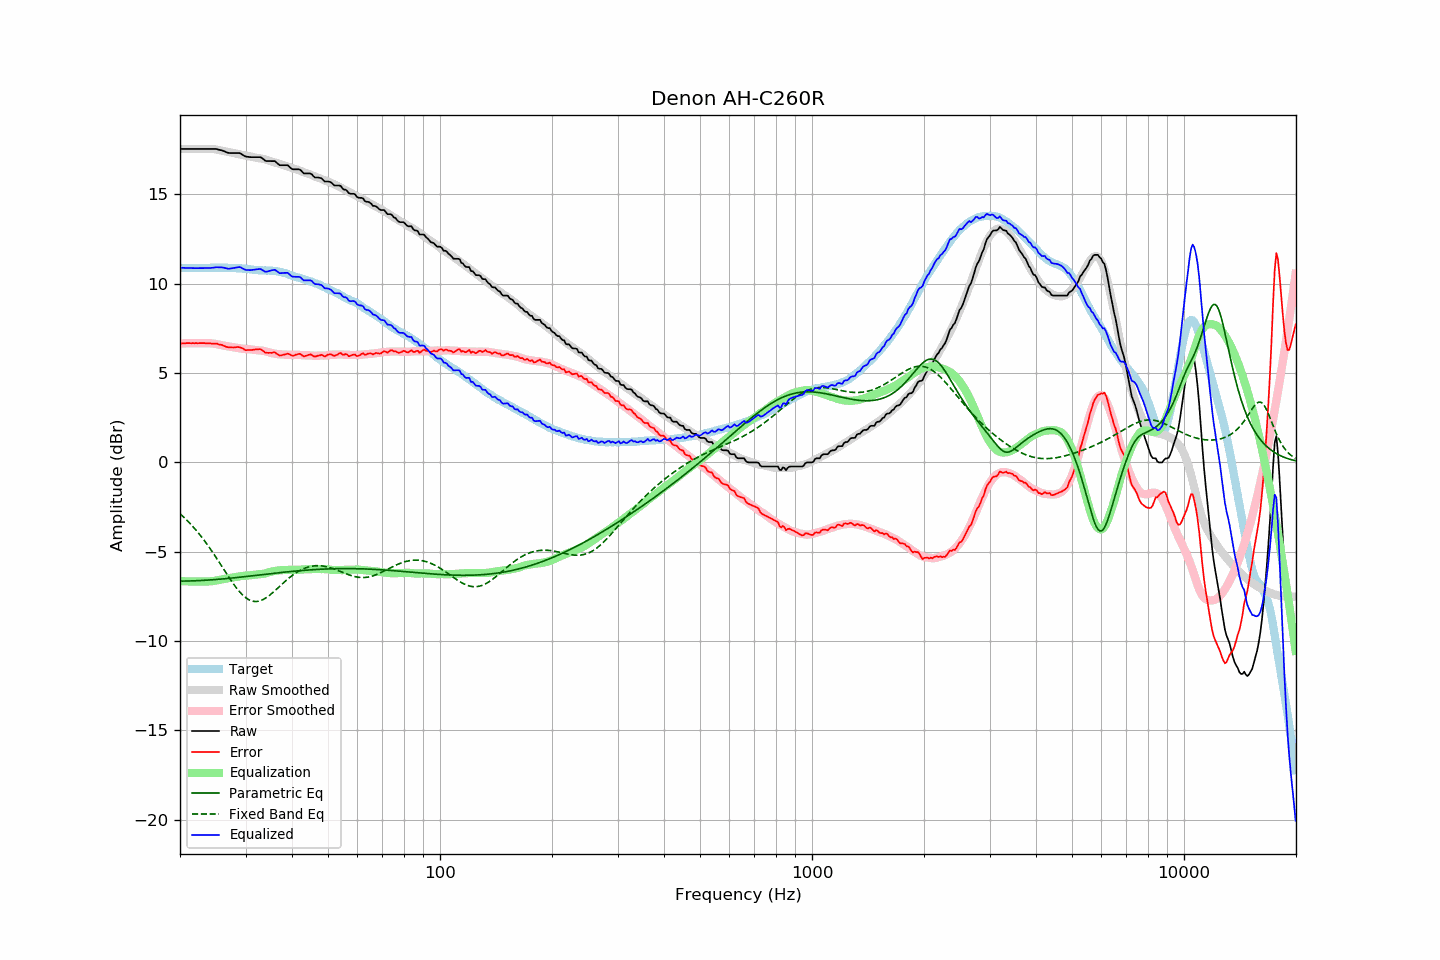 Denon AH-C260R
Amplitude (dBr)
15
10
5
0
−5
−10
−15
−20
Target
Raw Smoothed
Error Smoothed
Raw
Error
Equalization
Parametric Eq
Fixed Band Eq
Equalized
100
1000
10000
Frequency (Hz)